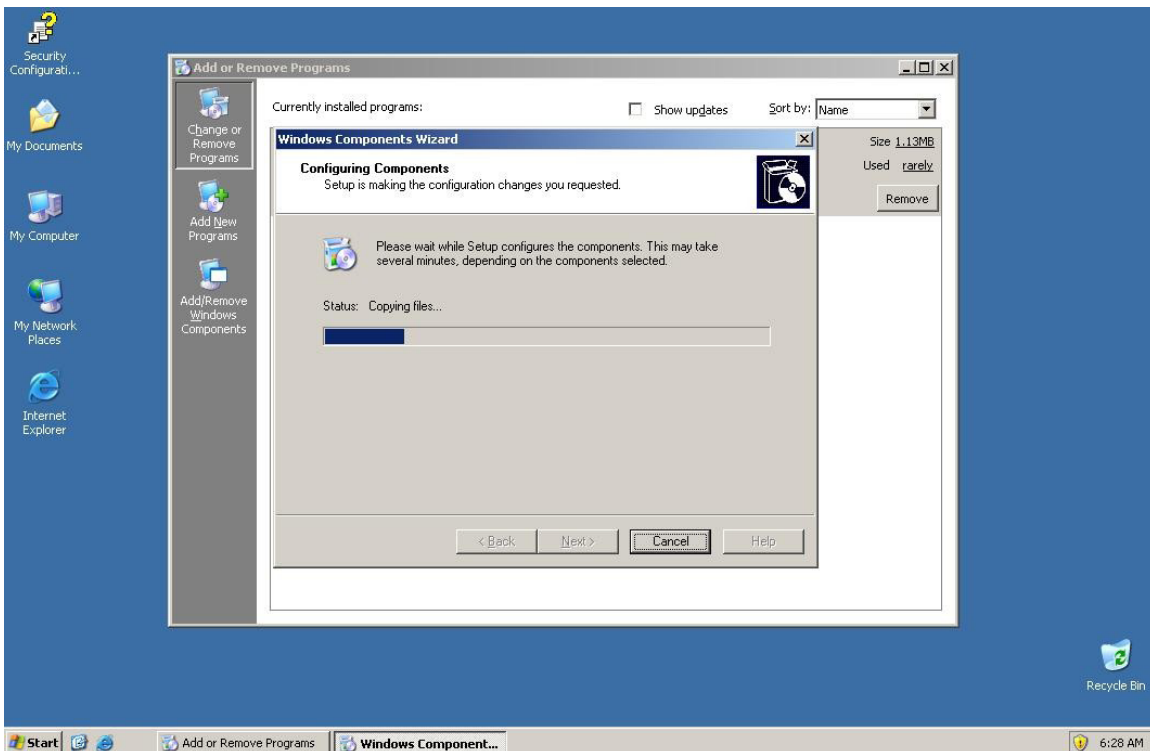 Security
Configurati...
My Documents
My Computer
My Network
Places
Internet
Explorer
Add or Remove Programs
Change or
Remove
Programs
Add New
Programs
Add/Remove
Windows
Components
Currently installed programs:
Show updates
Sort by:
Name
Size 1.13MB
Used rarely
Remove
Windows Components Wizard
Configuring Components
Setup is making the configuration changes you requested.
Please wait while Setup configures the components. This may take
several minutes, depending on the components selected.
Status: Copying files...
< Back
Next >
Cancel
Help
Recycle Bin
Start
Add or Remove Programs
Windows Component...
6:28 AM